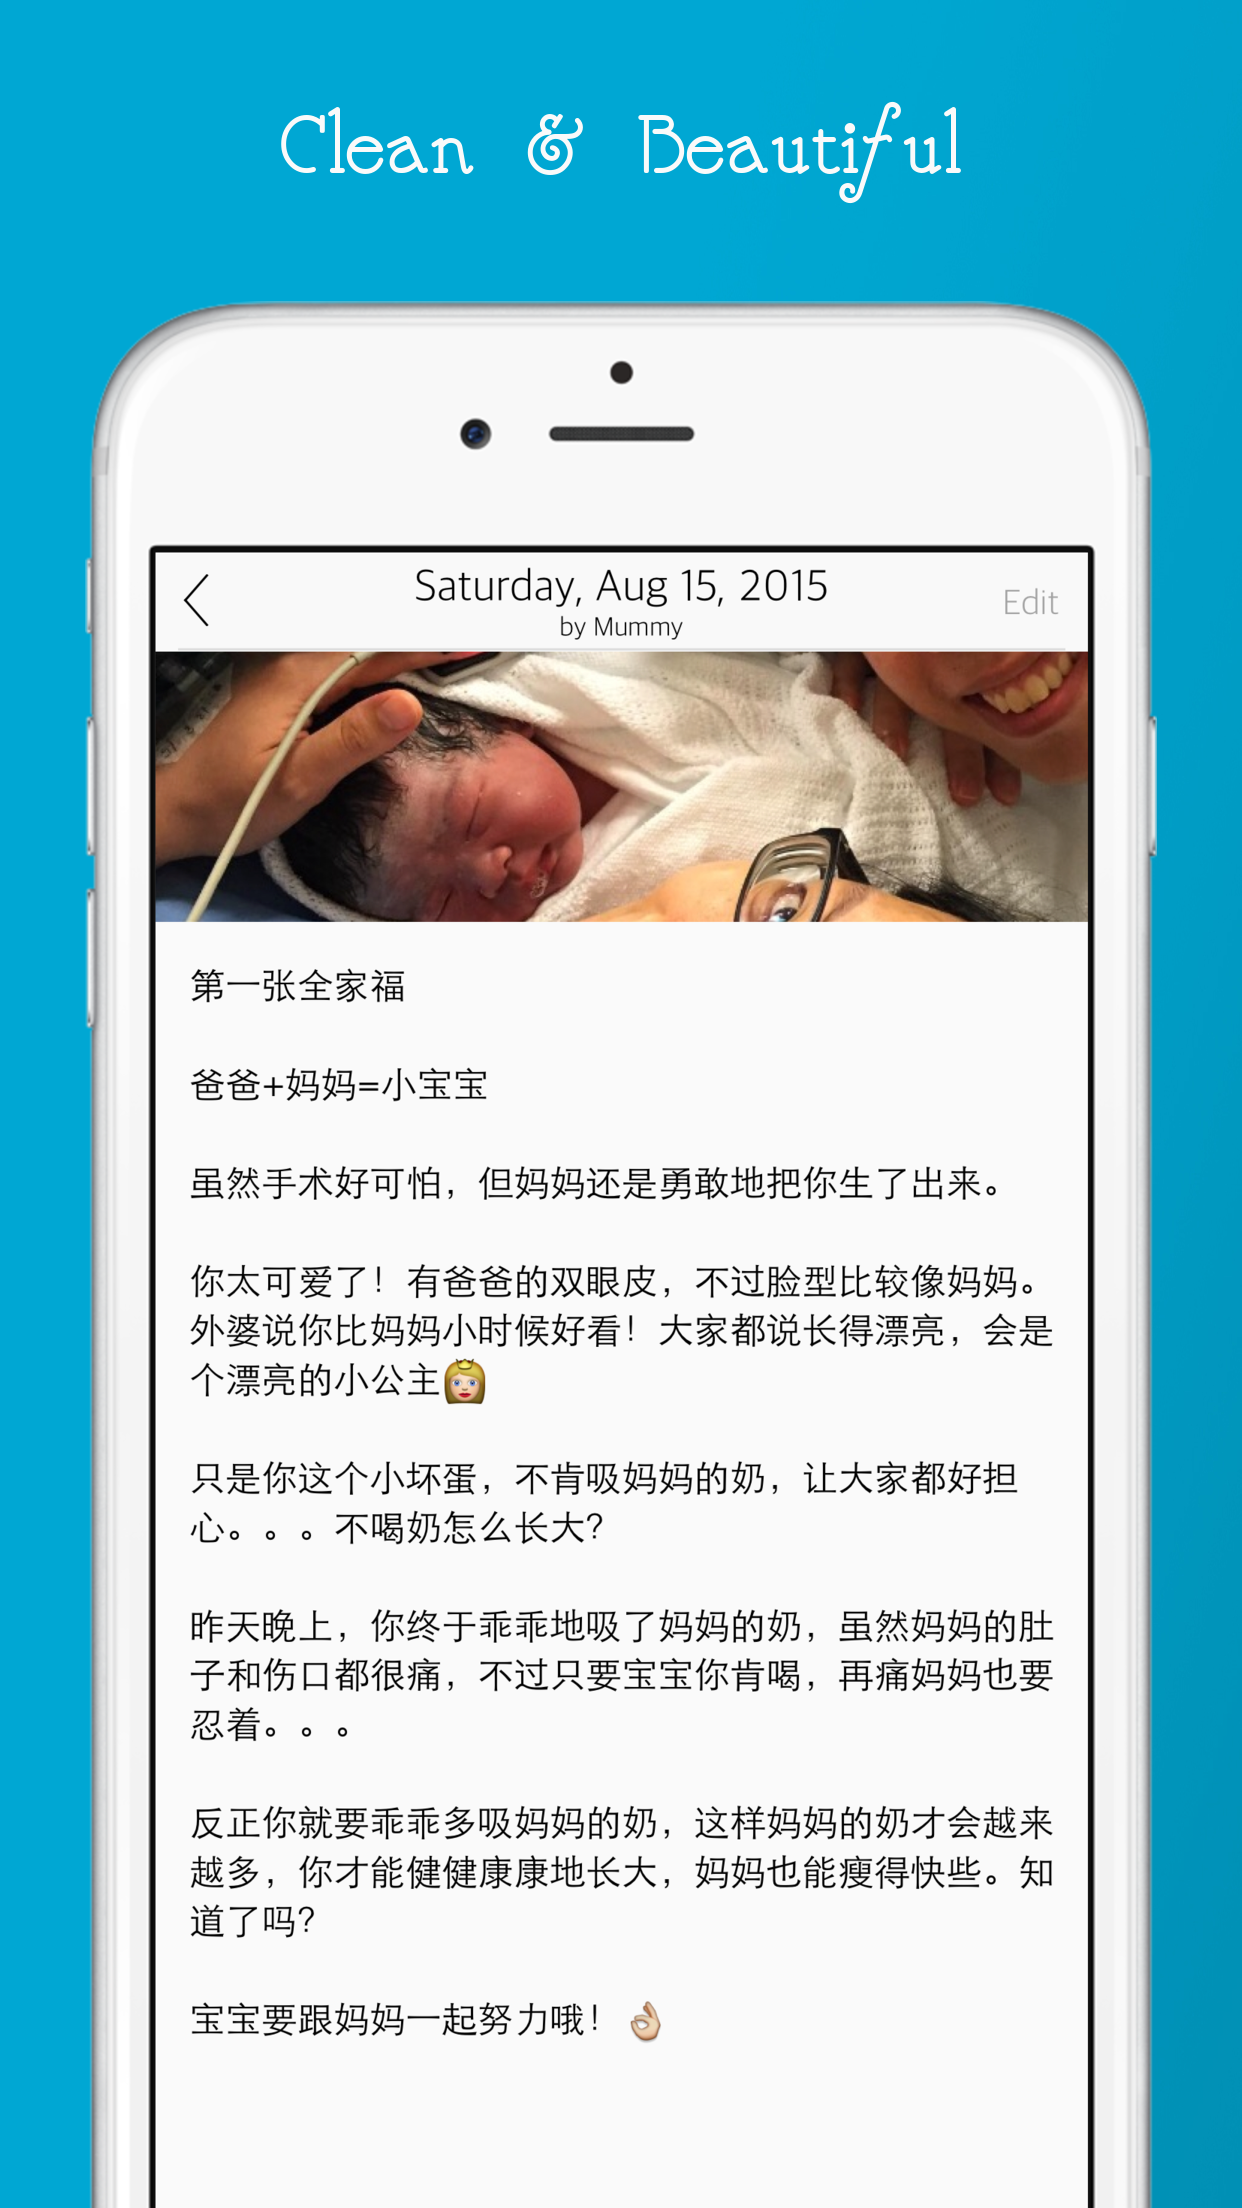 Clean & Beautiful
Saturday, Aug 15, 2015
by Mummy
Edit
第一张全家福
爸爸+妈妈=小宝宝
虽然手术好可怕，但妈妈还是勇敢地把你生了出来。
你太可爱了！有爸爸的双眼皮，不过脸型比较像妈妈。
外婆说你比妈妈小时候好看！大家都说长得漂亮，会是
个漂亮的小公主👸
只是你这个小坏蛋，不肯吸妈妈的奶，让大家都好担
心。。。不喝奶怎么长大？
昨天晚上，你终于乖乖地吸了妈妈的奶，虽然妈妈的肚
子和伤口都很痛，不过只要宝宝你肯喝，再痛妈妈也要
忍着。。。
反正你就要乖乖多吸妈妈的奶，这样妈妈的奶才会越来
越多，你才能健健康康地长大，妈妈也能瘦得快些。知
道了吗？
宝宝要跟妈妈一起努力哦！👌